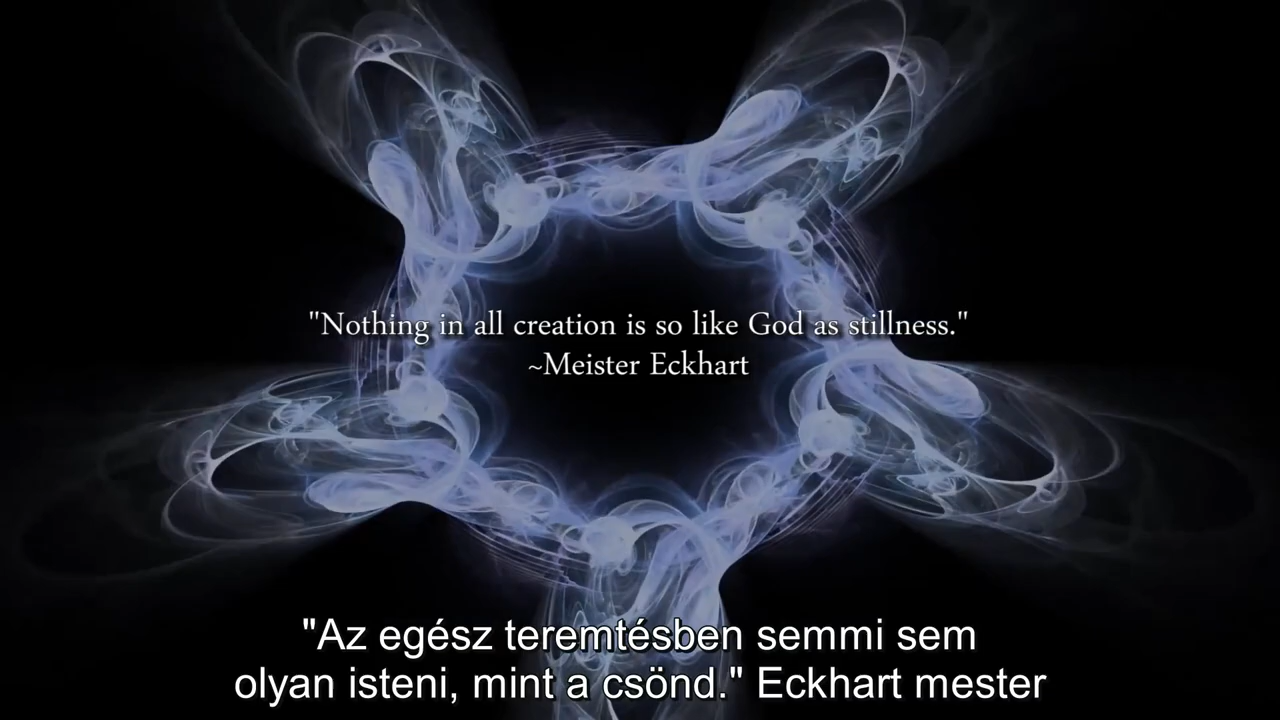 "Nothing in all creation is so like God as stillness."
~Meister Eckhart
"Az egész teremtésben semmi sem
olyan isteni, mint a csönd." Eckhart mester